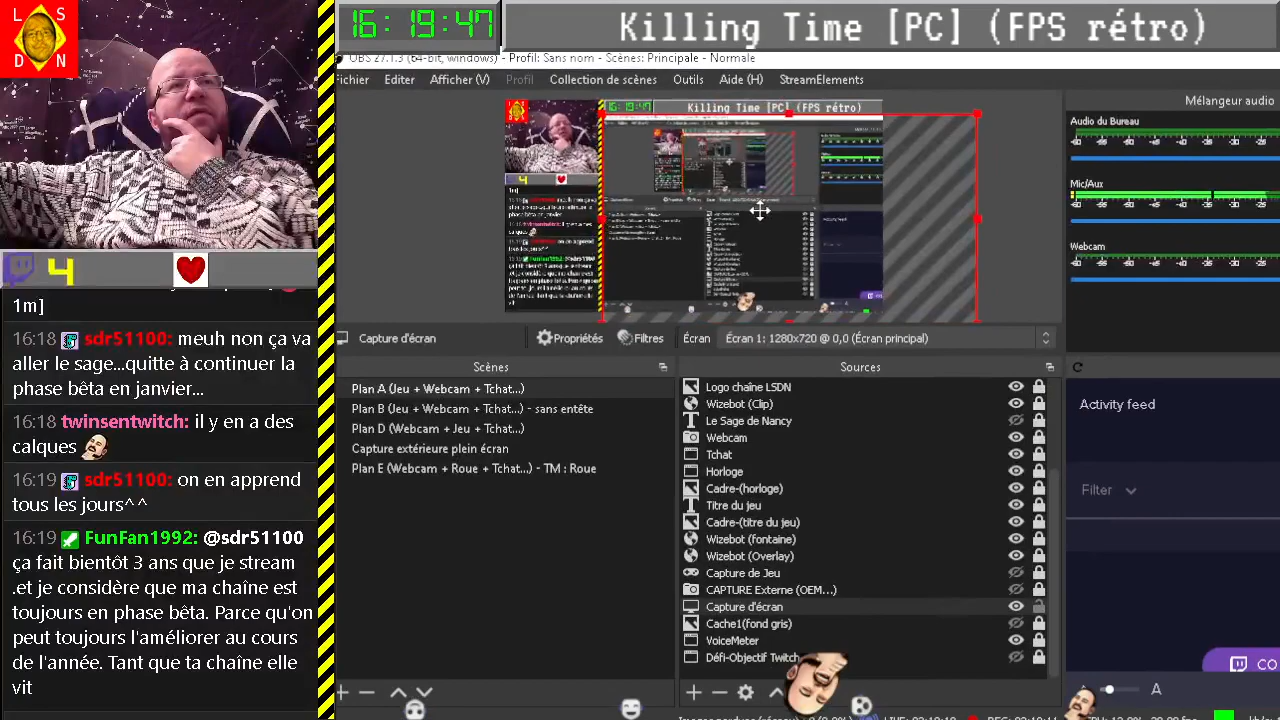 L S
D N
16:19:47
Killing Time [PC] (FPS rétro)
OBS 27.1.3 (64-bit, windows) - Profil: Sans nom - Scènes: Principale - Normale
Fichier Editer Afficher (V) Profil Collection de scènes Outils Aide (H) StreamElements
16:19:47 Killing Time [PC] (FPS rétro)
Mélangeur audio
Audio du Bureau
Mic/Aux
Webcam
4
1m]
16:18 sdr51100: meuh non ça va
aller le sage...quitte à continuer la
phase bêta en janvier...
16:18 twinsentwitch: il y en a des
calques
16:19 sdr51100: on en apprend
tous les jours^^
16:19 FunFan1992: @sdr51100
ça fait bientôt 3 ans que je stream
.et je considère que ma chaîne est
toujours en phase bêta. Parce qu'on
peut toujours l'améliorer au cours
de l'année. Tant que ta chaîne elle
vit
Capture d'écran Propriétés Filtres Écran Écran 1: 1280x720 @ 0,0 (Écran principal)
Scènes
Plan A (Jeu + Webcam + Tchat...)
Plan B (Jeu + Webcam + Tchat...) - sans entête
Plan D (Webcam + Jeu + Tchat...)
Capture extérieure plein écran
Plan E (Webcam + Roue + Tchat...) - TM : Roue
Sources
Logo chaîne LSDN
Wizebot (Clip)
Le Sage de Nancy
Webcam
Tchat
Horloge
Cadre-(horloge)
Titre du jeu
Cadre-(titre du jeu)
Wizebot (fontaine)
Wizebot (Overlay)
Capture de Jeu
CAPTURE Externe (OEM...)
Capture d'écran
Cache1(fond gris)
VoiceMeter
Défi-Objectif Twitch
Activity feed
Filter
CO
A